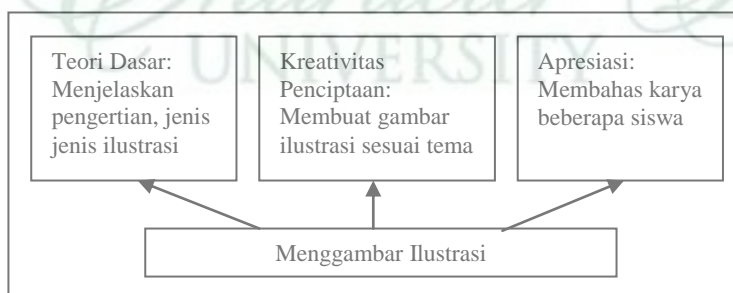 UNIVERSITY
Teori Dasar:
Menjelaskan
pengertian, jenis
jenis ilustrasi
Kreativitas
Penciptaan:
Membuat gambar
ilustrasi sesuai tema
Apresiasi:
Membahas karya
beberapa siswa
Menggambar Ilustrasi